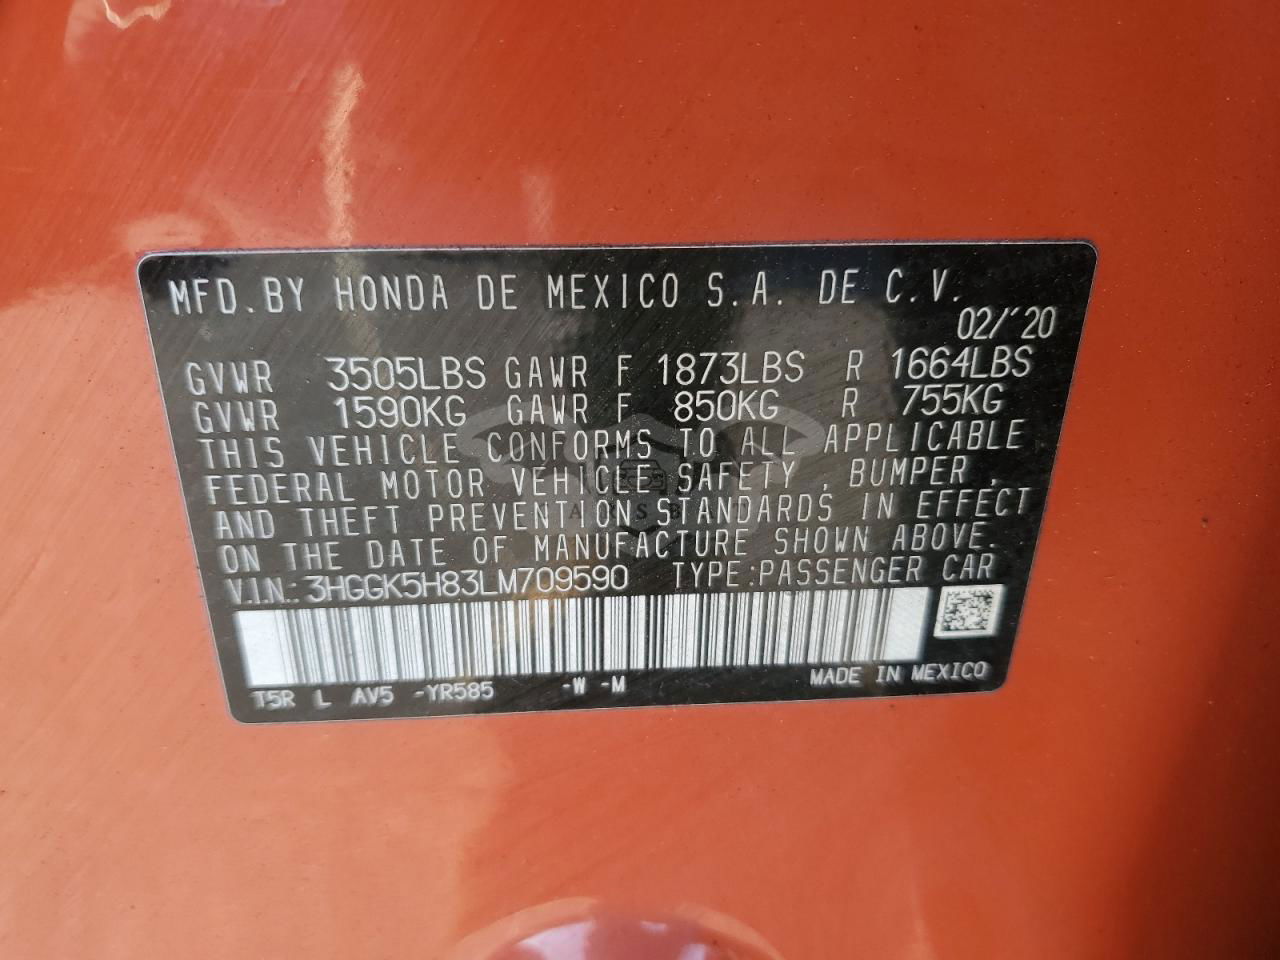 MFD. BY HONDA DE MEXICO S.A. DE C.V.
02/'20
GVWR 3505LBS GAWR F 1873LBS R 1664LBS
GVWR 1590KG GAWR F 850KG R 755KG
THIS VEHICLE CONFORMS TO ALL APPLICABLE
FEDERAL MOTOR VEHICLE SAFETY, BUMPER,
AND THEFT PREVENTION STANDARDS IN EFFECT
ON THE DATE OF MANUFACTURE SHOWN ABOVE.
V.I.N.: 3HGGK5H83LM709590 TYPE:PASSENGER CAR
T5R L AV5 -YR585 -W -M MADE IN MEXICO